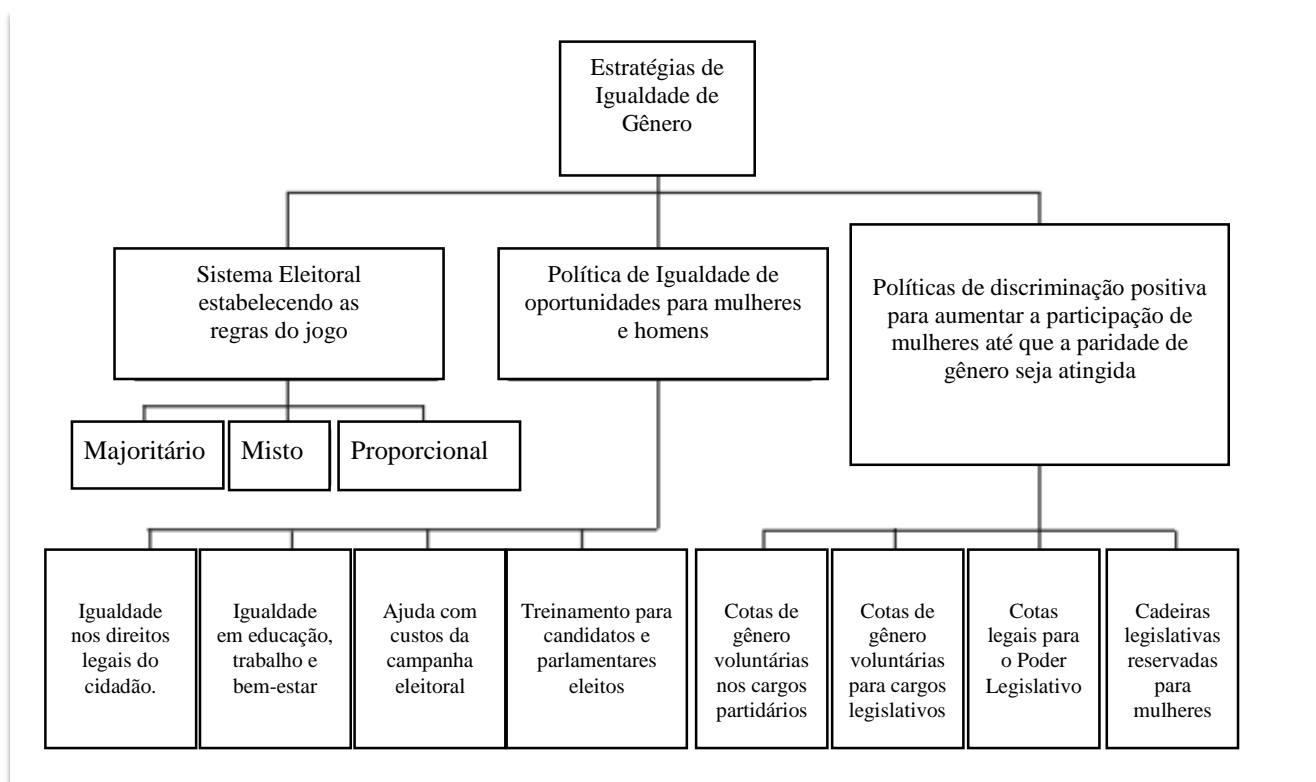 Estratégias de
Igualdade de
Gênero
Sistema Eleitoral
estabelecendo as
regras do jogo
Política de Igualdade de
oportunidades para mulheres
e homens
Políticas de discriminação positiva
para aumentar a participação de
mulheres até que a paridade de
gênero seja atingida
Majoritário
Misto
Proporcional
Igualdade
nos direitos
legais do
cidadão.
Igualdade
em educação,
trabalho e
bem-estar
Ajuda com
custos da
campanha
eleitoral
Treinamento para
candidatos e
parlamentares
eleitos
Cotas de
gênero
voluntárias
nos cargos
partidários
Cotas de
gênero
voluntárias
para cargos
legislativos
Cotas
legais para
o Poder
Legislativo
Cadeiras
legislativas
reservadas
para
mulheres